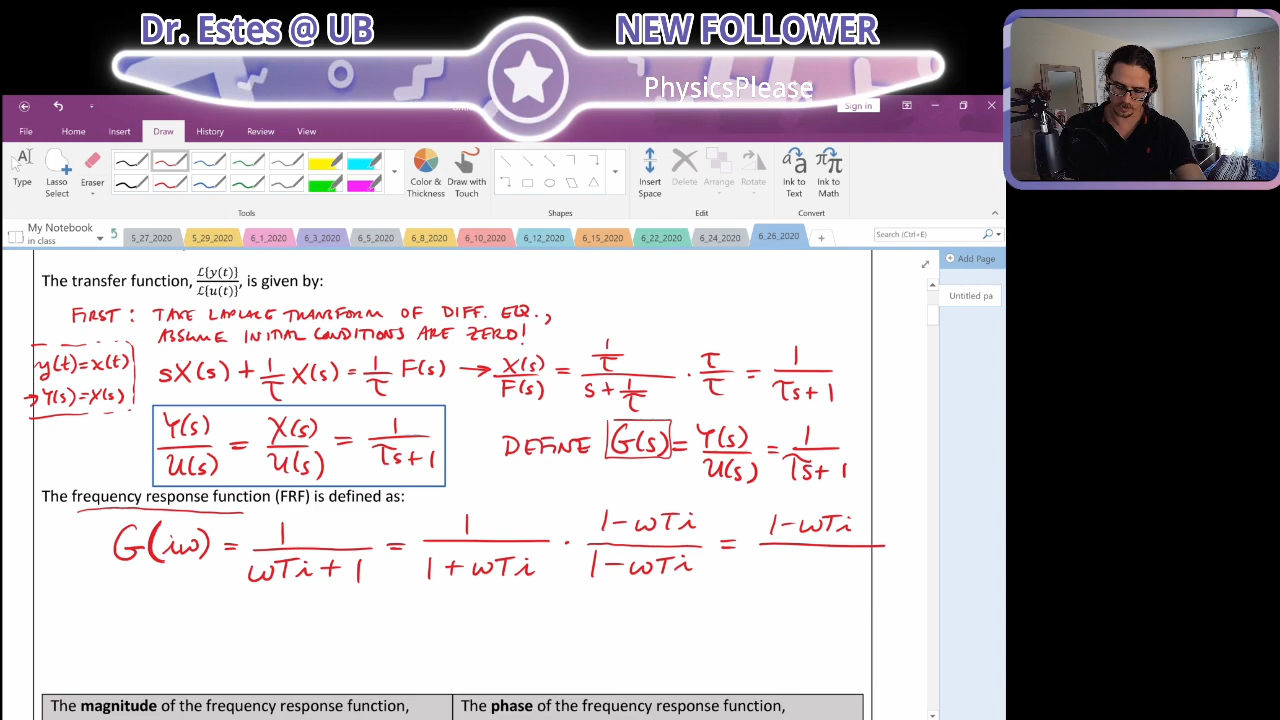 Dr. Estes @ UB
NEW FOLLOWER
PhysicsPlease
Sign in
File Home Insert Draw History Review View
Type Lasso Select Eraser Color & Thickness Draw with Touch Insert Space Delete Arrange Rotate Ink to Text Ink to Math
Tools Shapes Edit Convert
My Notebook
in class
5 5_27_2020 5_29_2020 6_1_2020 6_3_2020 6_5_2020 6_8_2020 6_10_2020 6_12_2020 6_15_2020 6_22_2020 6_24_2020 6_26_2020 Search (Ctrl+E)
Add Page
Untitled pa
The transfer function, ℒ{y(t)}/ℒ{u(t)}, is given by:
FIRST: TAKE LAPLACE TRANSFORM OF DIFF. EQ.,
ASSUME INITIAL CONDITIONS ARE ZERO!
y(t)=x(t)
→ Y(s)=X(s)
sX(s) + 1/τ X(s) = 1/τ F(s) → X(s)/F(s) = (1/τ)/(s + 1/τ) · τ/τ = 1/(τs+1)
Y(s)/U(s) = X(s)/U(s) = 1/(τs+1)
DEFINE G(s) = Y(s)/U(s) = 1/(τs+1)
The frequency response function (FRF) is defined as:
G(iω) = 1/(ωτi + 1) = 1/(1 + ωτi) · (1 - ωτi)/(1 - ωτi) = 1 - ωτi
The magnitude of the frequency response function,
The phase of the frequency response function,